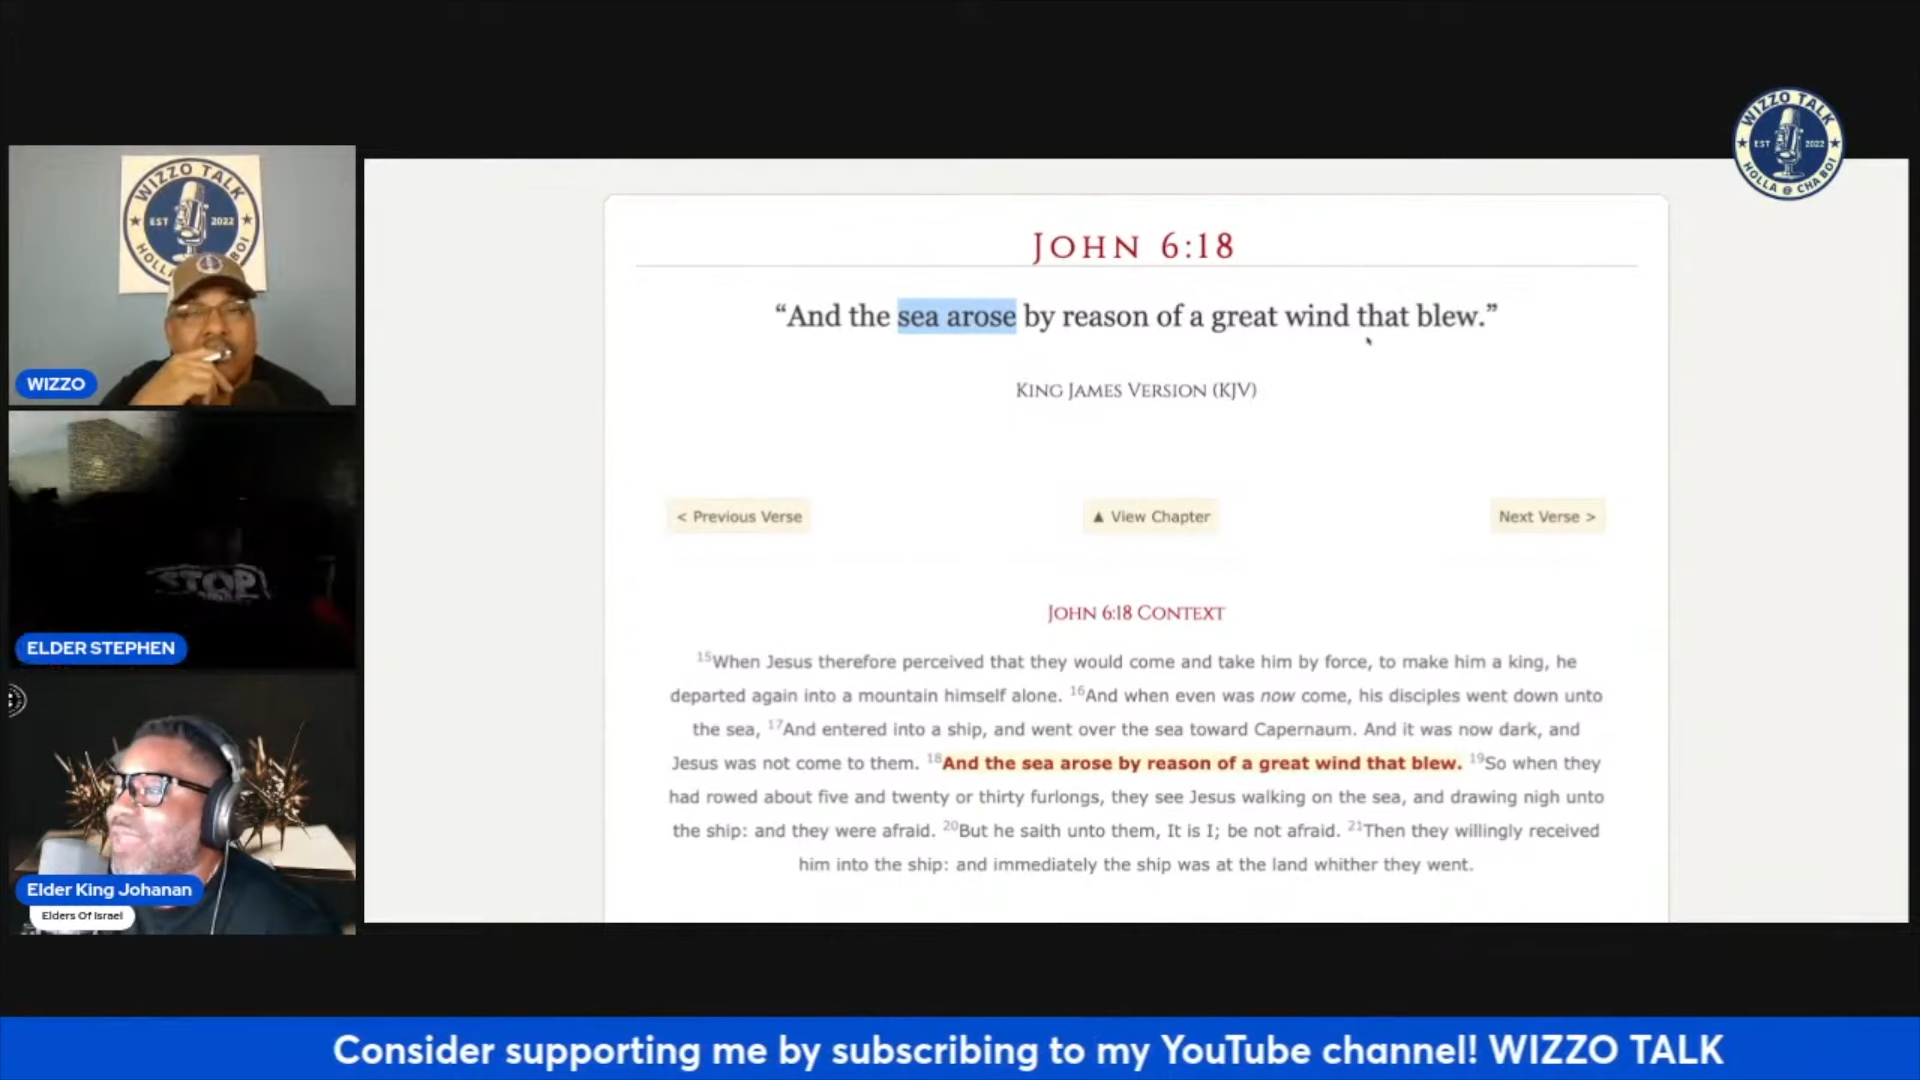 WIZZO TALK
EST 2022
HOLLA @ CHA BOI
WIZZO TALK
EST 2022
HOLL BOI
WIZZO
STOP
ELDER STEPHEN
Elder King Johanan
Elders Of Israel
JOHN 6:18
“And the sea arose by reason of a great wind that blew.”
KING JAMES VERSION (KJV)
< Previous Verse
▲ View Chapter
Next Verse >
JOHN 6:18 CONTEXT
15When Jesus therefore perceived that they would come and take him by force, to make him a king, he
departed again into a mountain himself alone. 16And when even was now come, his disciples went down unto
the sea, 17And entered into a ship, and went over the sea toward Capernaum. And it was now dark, and
Jesus was not come to them. 18And the sea arose by reason of a great wind that blew. 19So when they
had rowed about five and twenty or thirty furlongs, they see Jesus walking on the sea, and drawing nigh unto
the ship: and they were afraid. 20But he saith unto them, It is I; be not afraid. 21Then they willingly received
him into the ship: and immediately the ship was at the land whither they went.
Consider supporting me by subscribing to my YouTube channel! WIZZO TALK